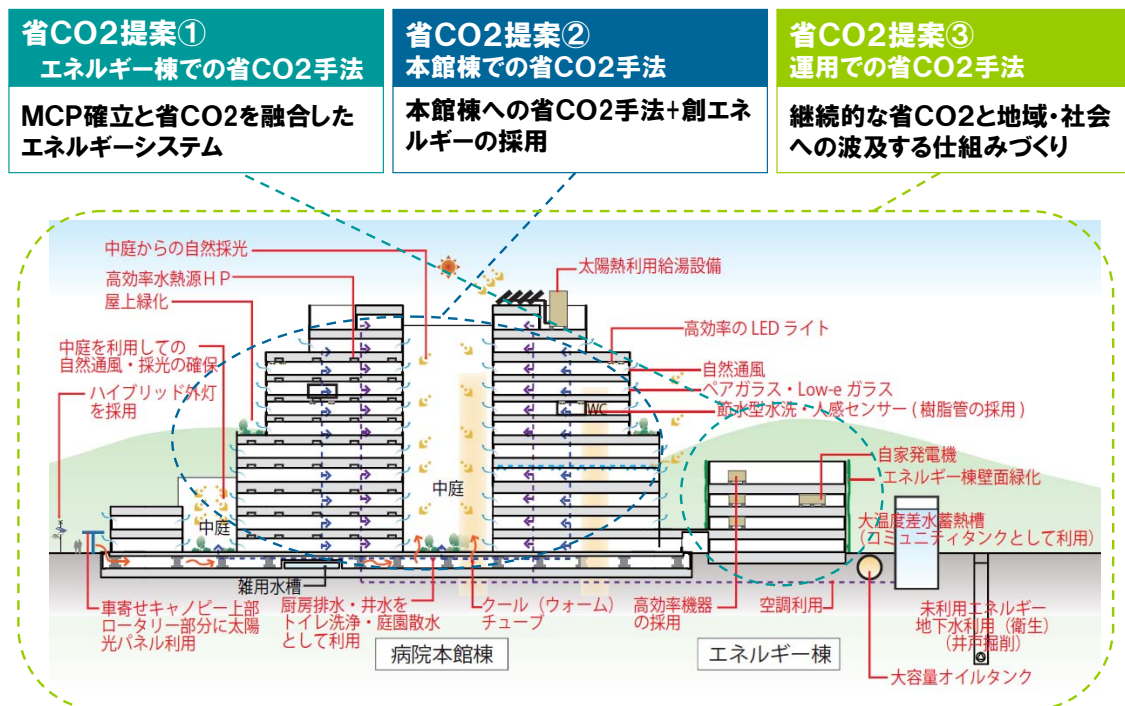 省CO2提案①
エネルギー棟での省CO2手法
MCP確立と省CO2を融合した
エネルギーシステム
省CO2提案②
本館棟での省CO2手法
本館棟への省CO2手法+創エネ
ルギーの採用
省CO2提案③
運用での省CO2手法
継続的な省CO2と地域・社会
への波及する仕組みづくり
中庭からの自然採光
高効率水熱源HP
屋上緑化
中庭を利用しての
自然通風・採光の確保
ハイブリッド外灯
を採用
太陽熱利用給湯設備
高効率のLEDライト
自然通風
ペアガラス・Low-eガラス
WC
節水型水洗・人感センサー(樹脂管の採用)
自家発電機
エネルギー棟壁面緑化
大温度差水蓄熱槽
(コミュニティタンクとして利用)
中庭
中庭
雑用水槽
車寄せキャノピー上部
ロータリー部分に太陽
光パネル利用
厨房排水・井水を
トイレ洗浄・庭園散水
として利用
クール(ウォーム)
チューブ
高効率機器
の採用
空調利用
未利用エネルギー
地下水利用(衛生)
(井戸掘削)
大容量オイルタンク
病院本館棟
エネルギー棟